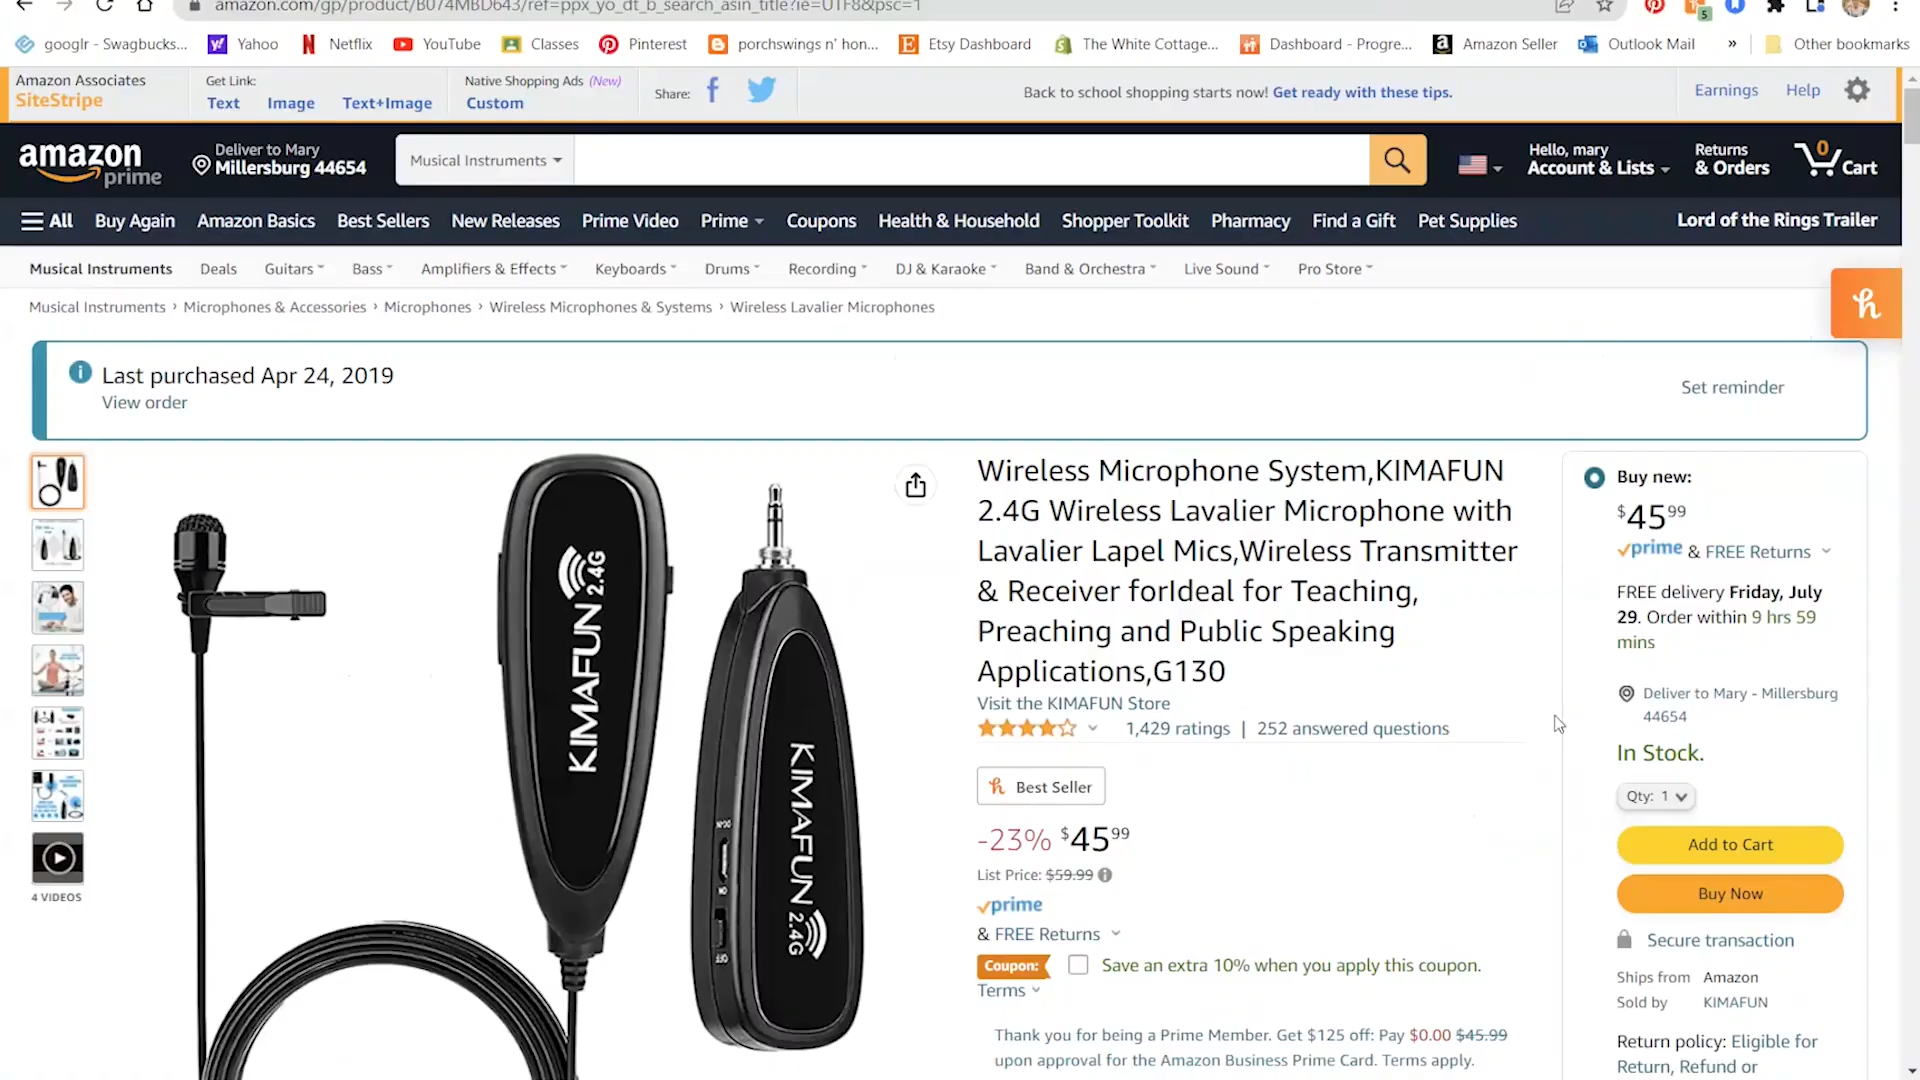 amazon.com/gp/product/B074MBD643/ref=ppx_yo_dt_b_search_asin_title?ie=UTF8&psc=1
5
googlr - Swagbucks... Yahoo Netflix YouTube Classes Pinterest porchswings n' hon... Etsy Dashboard The White Cottage... Dashboard - Progre... Amazon Seller Outlook Mail » Other bookmarks
Amazon Associates Get Link: Native Shopping Ads (New)
SiteStripe Text Image Text+Image Custom Share: Back to school shopping starts now! Get ready with these tips. Earnings Help
amazon prime Deliver to Mary Millersburg 44654 Musical Instruments Hello, mary Account & Lists Returns & Orders 0 Cart
All Buy Again Amazon Basics Best Sellers New Releases Prime Video Prime Coupons Health & Household Shopper Toolkit Pharmacy Find a Gift Pet Supplies Lord of the Rings Trailer
Musical Instruments Deals Guitars Bass Amplifiers & Effects Keyboards Drums Recording DJ & Karaoke Band & Orchestra Live Sound Pro Store
Musical Instruments › Microphones & Accessories › Microphones › Wireless Microphones & Systems › Wireless Lavalier Microphones
h
Last purchased Apr 24, 2019
View order
Set reminder
4 VIDEOS
KIMAFUN 2.4G
KIMAFUN 2.4G
ON
OFF
Wireless Microphone System,KIMAFUN
2.4G Wireless Lavalier Microphone with
Lavalier Lapel Mics,Wireless Transmitter
& Receiver forIdeal for Teaching,
Preaching and Public Speaking
Applications,G130
Visit the KIMAFUN Store
1,429 ratings | 252 answered questions
h Best Seller
-23% $45 99
List Price: $59.99
prime
& FREE Returns
Coupon: Save an extra 10% when you apply this coupon.
Terms
Thank you for being a Prime Member. Get $125 off: Pay $0.00 $45.99
upon approval for the Amazon Business Prime Card. Terms apply.
Buy new:
$45 99
prime & FREE Returns
FREE delivery Friday, July
29. Order within 9 hrs 59
mins
Deliver to Mary - Millersburg
44654
In Stock.
Qty: 1
Add to Cart
Buy Now
Secure transaction
Ships from Amazon
Sold by KIMAFUN
Return policy: Eligible for
Return, Refund or